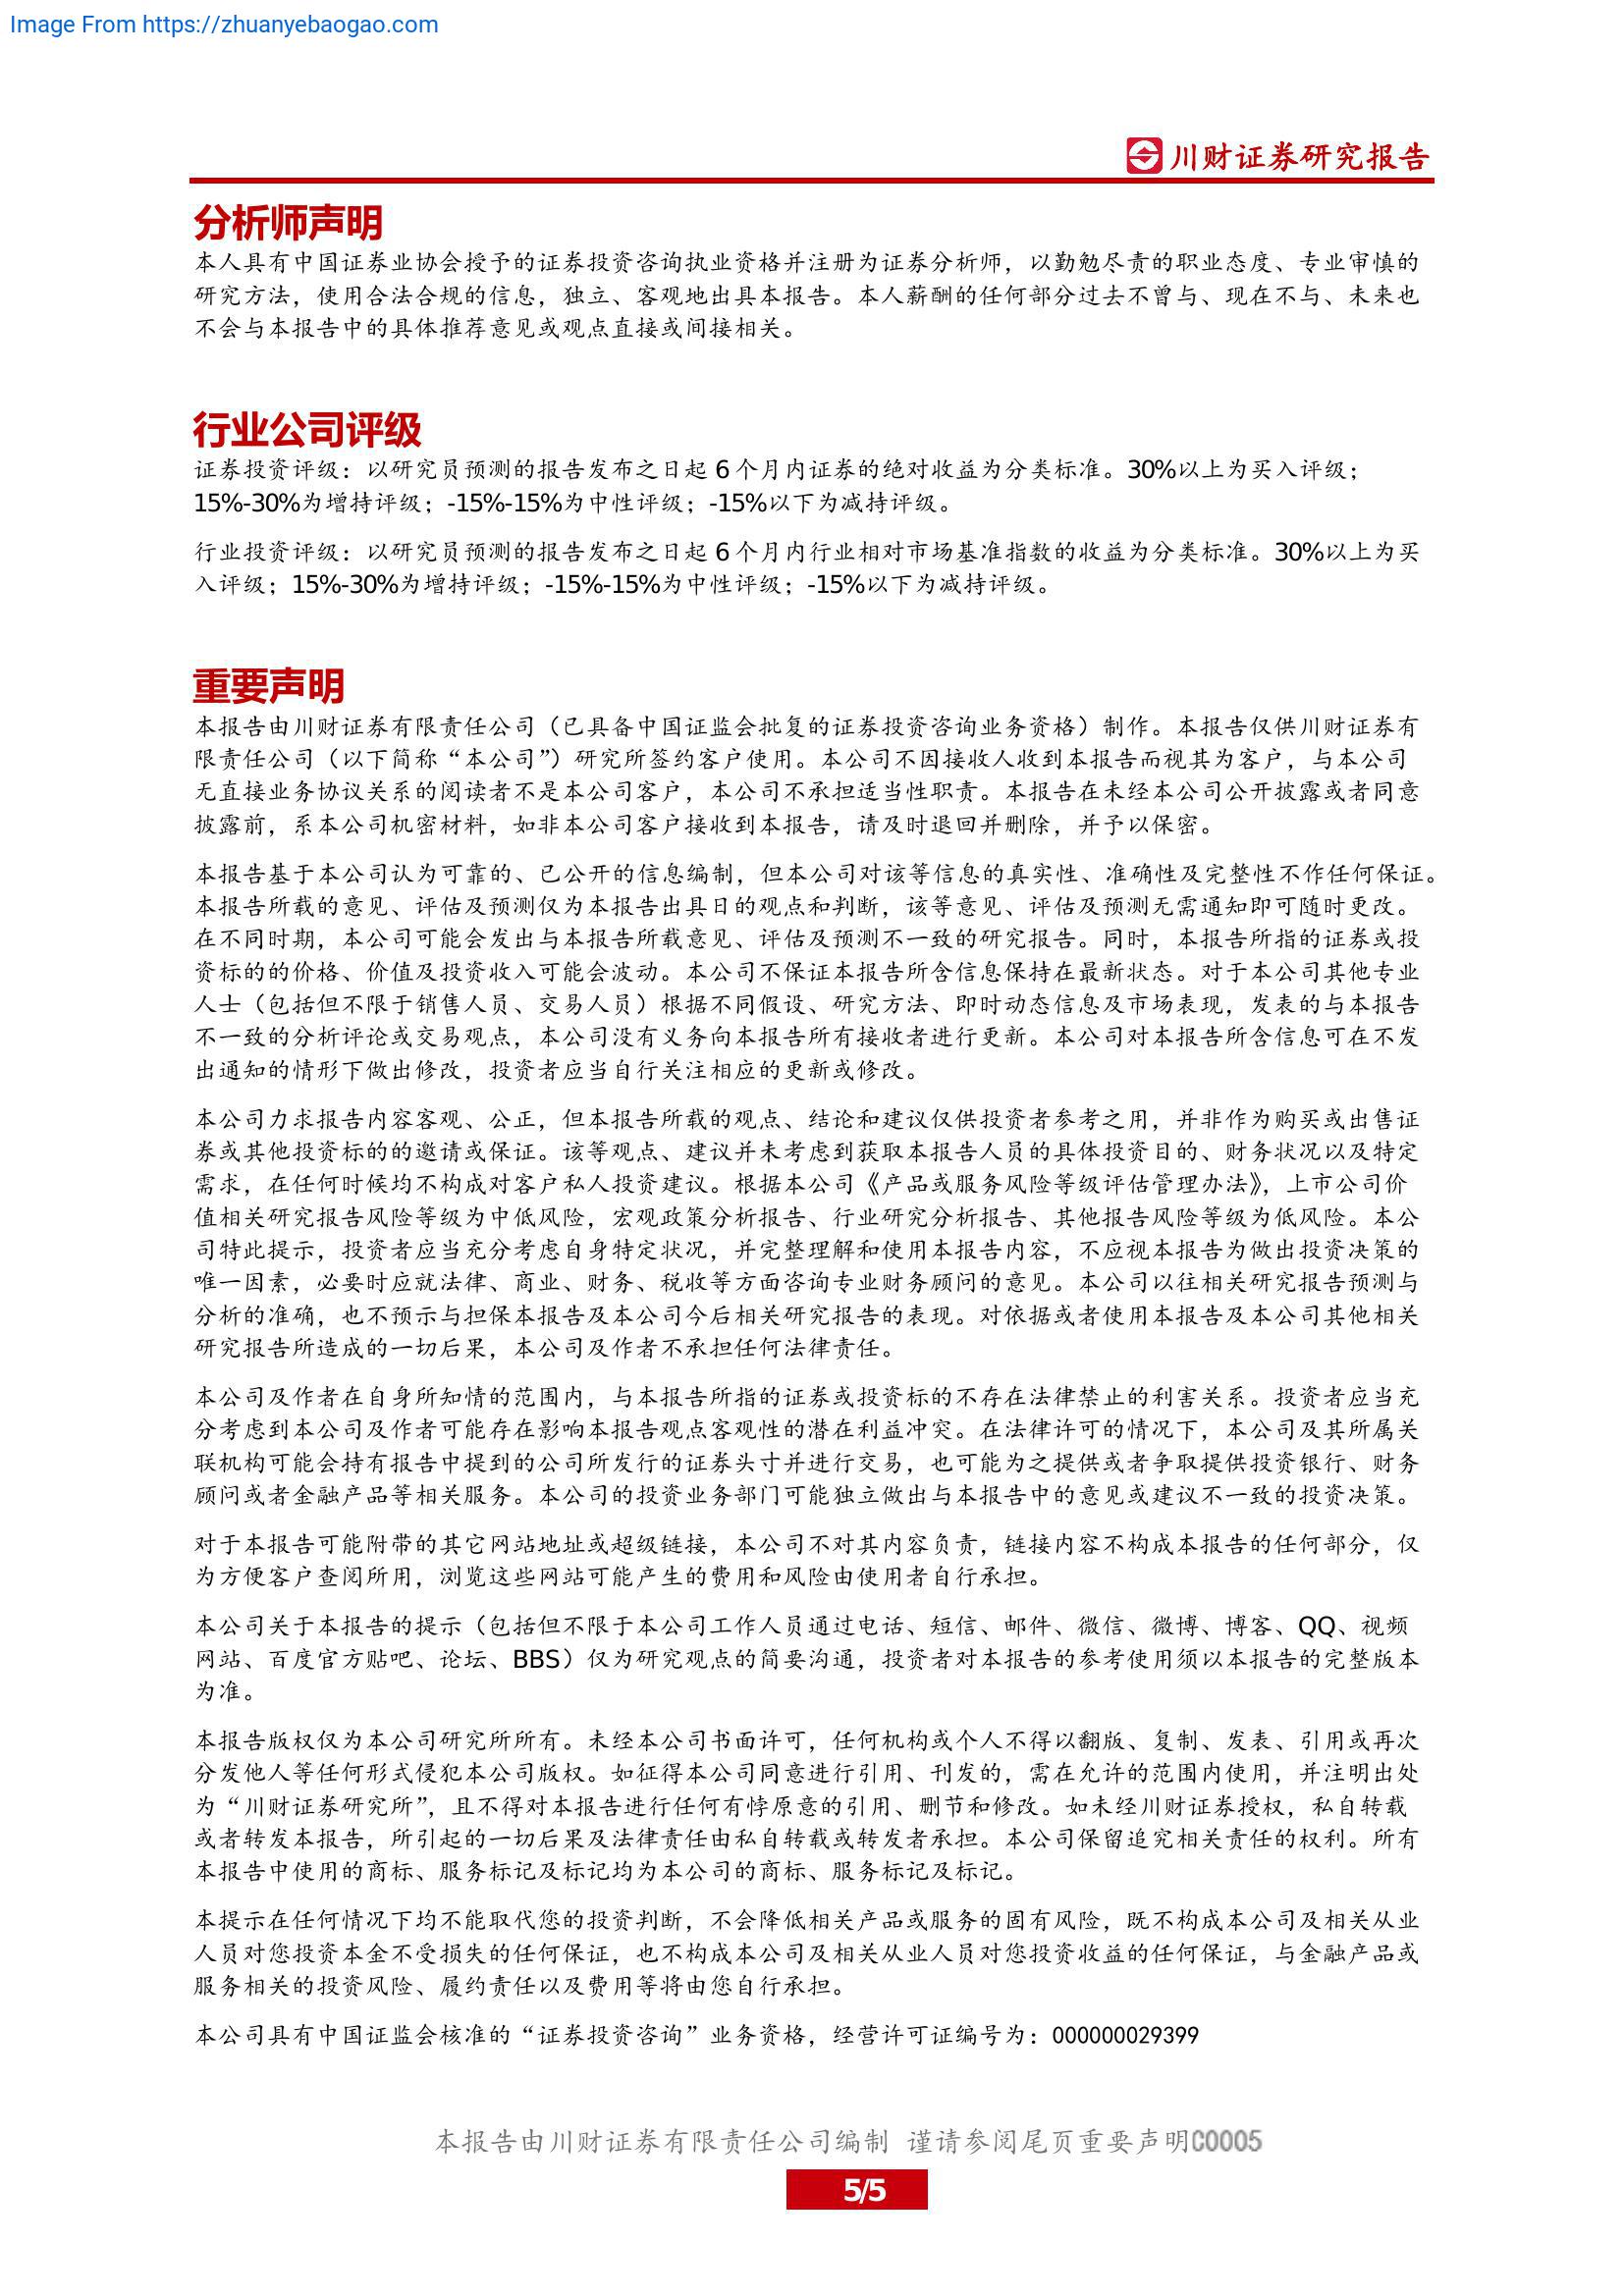 Image From https://zhuanyebaogao.com
川财证券研究报告
分析师声明
本人具有中国证券业协会授予的证券投资咨询执业资格并注册为证券分析师，以勤勉尽责的职业态度、专业审慎的
研究方法，使用合法合规的信息，独立、客观地出具本报告。本人薪酬的任何部分过去不曾与、现在不与、未来也
不会与本报告中的具体推荐意见或观点直接或间接相关。
行业公司评级
证券投资评级：以研究员预测的报告发布之日起 6 个月内证券的绝对收益为分类标准。30%以上为买入评级；
15%-30%为增持评级；-15%-15%为中性评级；-15%以下为减持评级。
行业投资评级：以研究员预测的报告发布之日起 6 个月内行业相对市场基准指数的收益为分类标准。30%以上为买
入评级；15%-30%为增持评级；-15%-15%为中性评级；-15%以下为减持评级。
重要声明
本报告由川财证券有限责任公司（已具备中国证监会批复的证券投资咨询业务资格）制作。本报告仅供川财证券有
限责任公司（以下简称“本公司”）研究所签约客户使用。本公司不因接收人收到本报告而视其为客户，与本公司
无直接业务协议关系的阅读者不是本公司客户，本公司不承担适当性职责。本报告在未经本公司公开披露或者同意
披露前，系本公司机密材料，如非本公司客户接收到本报告，请及时退回并删除，并予以保密。
本报告基于本公司认为可靠的、已公开的信息编制，但本公司对该等信息的真实性、准确性及完整性不作任何保证。
本报告所载的意见、评估及预测仅为本报告出具日的观点和判断，该等意见、评估及预测无需通知即可随时更改。
在不同时期，本公司可能会发出与本报告所载意见、评估及预测不一致的研究报告。同时，本报告所指的证券或投
资标的的价格、价值及投资收入可能会波动。本公司不保证本报告所含信息保持在最新状态。对于本公司其他专业
人士（包括但不限于销售人员、交易人员）根据不同假设、研究方法、即时动态信息及市场表现，发表的与本报告
不一致的分析评论或交易观点，本公司没有义务向本报告所有接收者进行更新。本公司对本报告所含信息可在不发
出通知的情形下做出修改，投资者应当自行关注相应的更新或修改。
本公司力求报告内容客观、公正，但本报告所载的观点、结论和建议仅供投资者参考之用，并非作为购买或出售证
券或其他投资标的的邀请或保证。该等观点、建议并未考虑到获取本报告人员的具体投资目的、财务状况以及特定
需求，在任何时候均不构成对客户私人投资建议。根据本公司《产品或服务风险等级评估管理办法》，上市公司价
值相关研究报告风险等级为中低风险，宏观政策分析报告、行业研究分析报告、其他报告风险等级为低风险。本公
司特此提示，投资者应当充分考虑自身特定状况，并完整理解和使用本报告内容，不应视本报告为做出投资决策的
唯一因素，必要时应就法律、商业、财务、税收等方面咨询专业财务顾问的意见。本公司以往相关研究报告预测与
分析的准确，也不预示与担保本报告及本公司今后相关研究报告的表现。对依据或者使用本报告及本公司其他相关
研究报告所造成的一切后果，本公司及作者不承担任何法律责任。
本公司及作者在自身所知情的范围内，与本报告所指的证券或投资标的不存在法律禁止的利害关系。投资者应当充
分考虑到本公司及作者可能存在影响本报告观点客观性的潜在利益冲突。在法律许可的情况下，本公司及其所属关
联机构可能会持有报告中提到的公司所发行的证券头寸并进行交易，也可能为之提供或者争取提供投资银行、财务
顾问或者金融产品等相关服务。本公司的投资业务部门可能独立做出与本报告中的意见或建议不一致的投资决策。
对于本报告可能附带的其它网站地址或超级链接，本公司不对其内容负责，链接内容不构成本报告的任何部分，仅
为方便客户查阅所用，浏览这些网站可能产生的费用和风险由使用者自行承担。
本公司关于本报告的提示（包括但不限于本公司工作人员通过电话、短信、邮件、微信、微博、博客、QQ、视频
网站、百度官方贴吧、论坛、BBS）仅为研究观点的简要沟通，投资者对本报告的参考使用须以本报告的完整版本
为准。
本报告版权仅为本公司研究所所有。未经本公司书面许可，任何机构或个人不得以翻版、复制、发表、引用或再次
分发他人等任何形式侵犯本公司版权。如征得本公司同意进行引用、刊发的，需在允许的范围内使用，并注明出处
为“川财证券研究所”，且不得对本报告进行任何有悖原意的引用、删节和修改。如未经川财证券授权，私自转载
或者转发本报告，所引起的一切后果及法律责任由私自转载或转发者承担。本公司保留追究相关责任的权利。所有
本报告中使用的商标、服务标记及标记均为本公司的商标、服务标记及标记。
本提示在任何情况下均不能取代您的投资判断，不会降低相关产品或服务的固有风险，既不构成本公司及相关从业
人员对您投资本金不受损失的任何保证，也不构成本公司及相关从业人员对您投资收益的任何保证，与金融产品或
服务相关的投资风险、履约责任以及费用等将由您自行承担。
本公司具有中国证监会核准的“证券投资咨询”业务资格，经营许可证编号为：000000029399
本报告由川财证券有限责任公司编制 谨请参阅尾页重要声明C0005
5/5